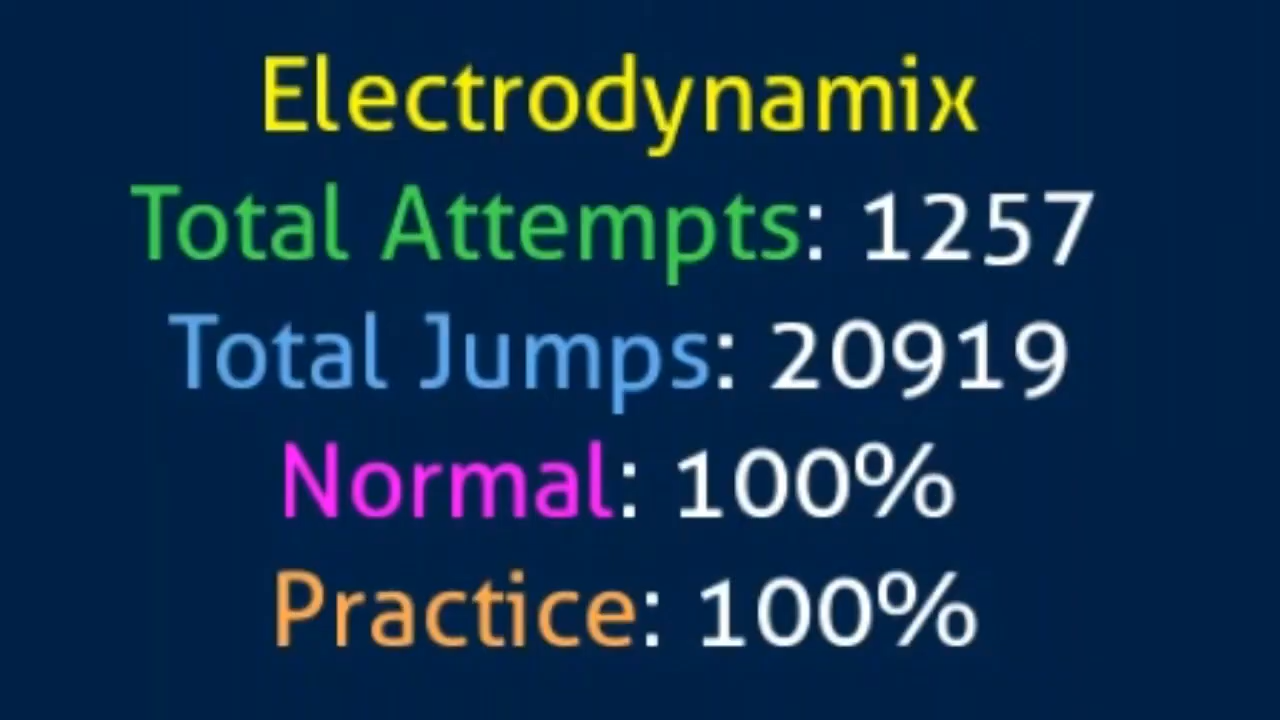 Electrodynamix
Total Attempts: 1257
Total Jumps: 20919
Normal: 100%
Practice: 100%